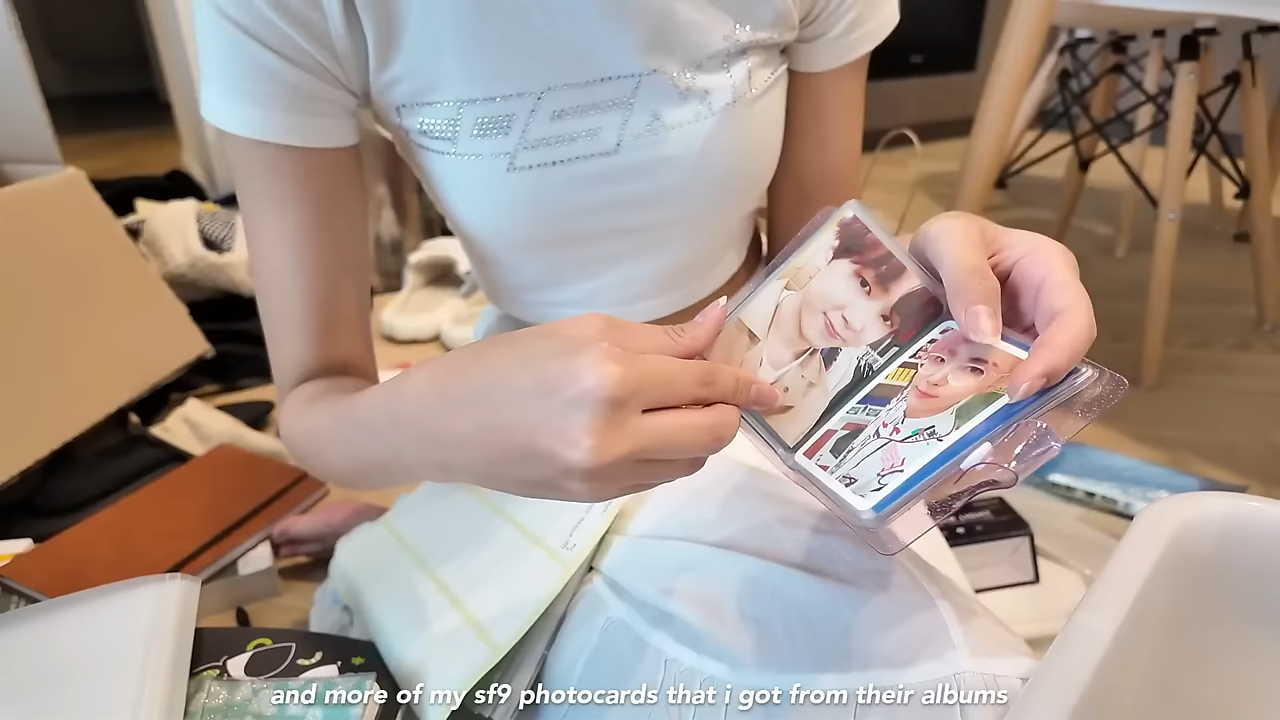 and more of my sf9 photocards that i got from their albums